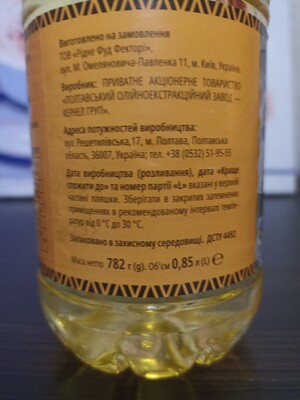 Виготовлено на замовлення
ТОВ «Рідне Фуд Фекторі»,
вул. М. Омеляновича-Павленка 11, м. Київ, Україна.
Виробник: ПРИВАТНЕ АКЦІОНЕРНЕ ТОВАРИСТВО
«ПОЛТАВСЬКИЙ ОЛІЙНОЕКСТРАКЦІЙНИЙ ЗАВОД —
КЕРНЕЛ ГРУП».
Адреса потужностей виробництва:
вул. Решетилівська,17, м. Полтава, Полтавська
область, 36007, Україна; тел. +38 (0532) 51-95-55
Дата виробництва (розливання), дата «Краще
спожити до» та номер партії «L» вказані у верхній
частині пляшки. Зберігати в закритих затемнених
приміщеннях в рекомендованому інтервалі темпе-
ратур від 0 °C до 30 °C.
Запаковано в захисному середовищі. ДСТУ 4492
Маса нетто 782 г (g). Об'єм 0,85 л (L) ℮